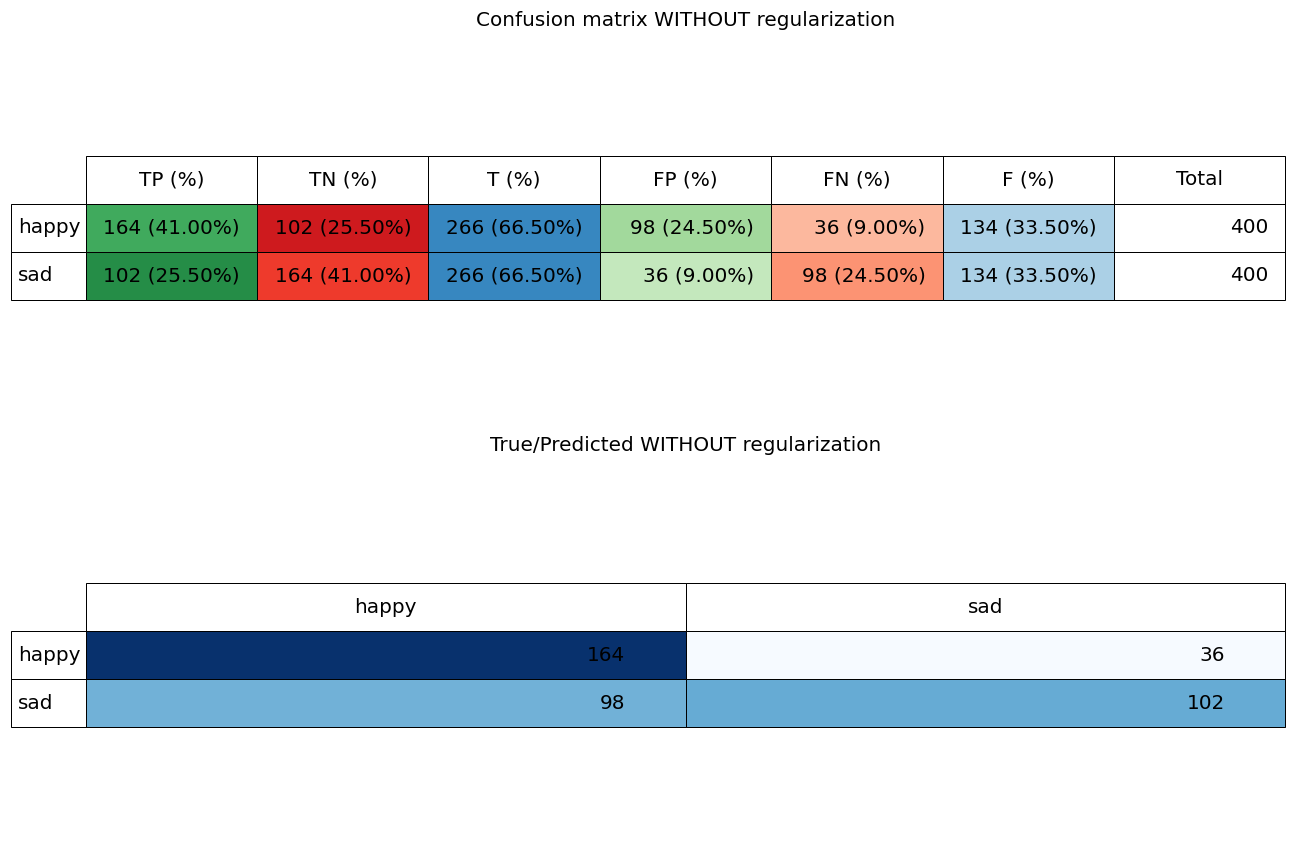 Confusion matrix WITHOUT regularization
TP (%) TN (%) T (%) FP (%) FN (%) F (%) Total
happy 164 (41.00%) 102 (25.50%) 266 (66.50%) 98 (24.50%) 36 (9.00%) 134 (33.50%) 400
sad 102 (25.50%) 164 (41.00%) 266 (66.50%) 36 (9.00%) 98 (24.50%) 134 (33.50%) 400
True/Predicted WITHOUT regularization
happy sad
happy 164 36
sad 98 102